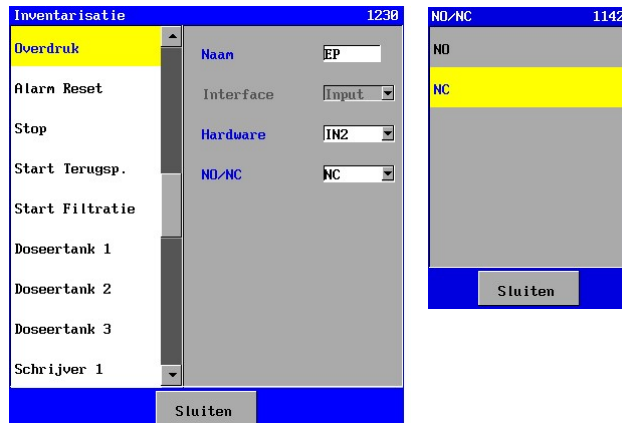 Inventarisatie 1230
Overdruk
Alarm Reset
Stop
Start Terugsp.
Start Filtratie
Doseertank 1
Doseertank 2
Doseertank 3
Schrijver 1
Naam EP
Interface Input
Hardware IN2
NO/NC NC
Sluiten
NO/NC 1142
NO
NC
Sluiten